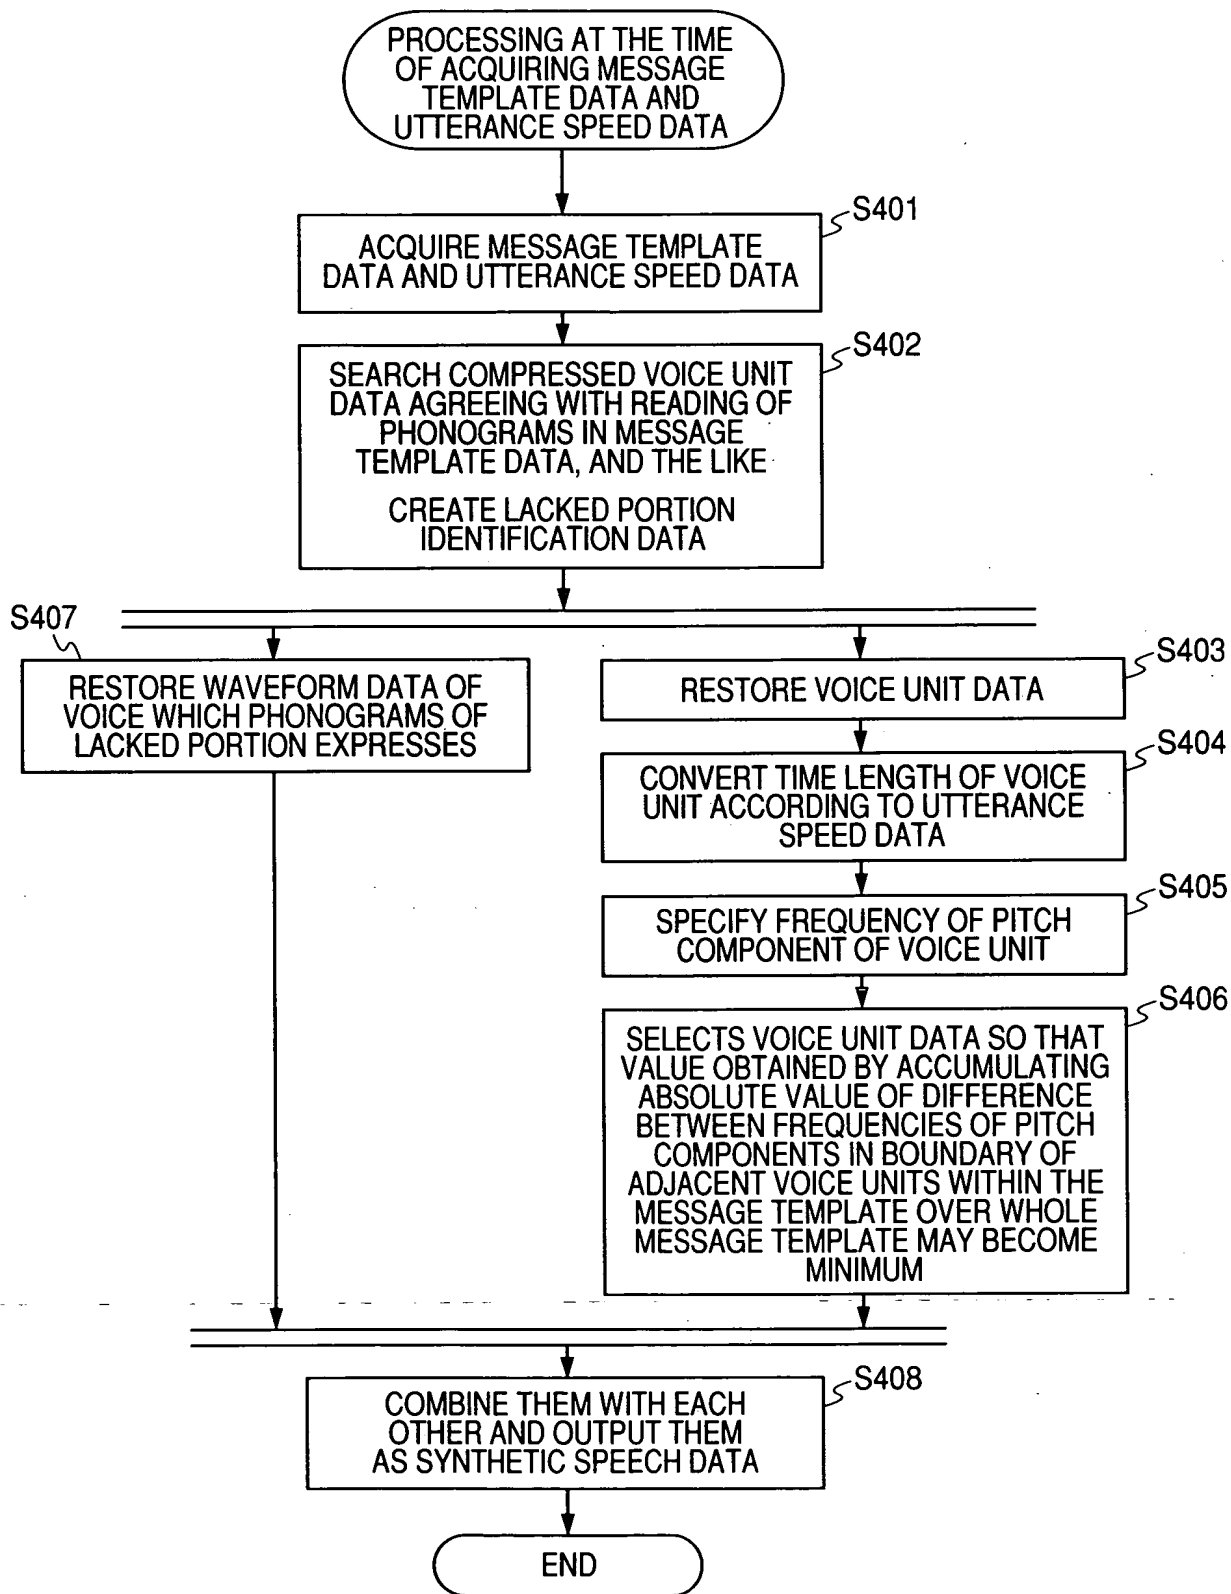 PROCESSING AT THE TIME
OF ACQUIRING MESSAGE
TEMPLATE DATA AND
UTTERANCE SPEED DATA
S401
ACQUIRE MESSAGE TEMPLATE
DATA AND UTTERANCE SPEED DATA
S402
SEARCH COMPRESSED VOICE UNIT
DATA AGREEING WITH READING OF
PHONOGRAMS IN MESSAGE
TEMPLATE DATA, AND THE LIKE
CREATE LACKED PORTION
IDENTIFICATION DATA
S407
RESTORE WAVEFORM DATA OF
VOICE WHICH PHONOGRAMS OF
LACKED PORTION EXPRESSES
S403
RESTORE VOICE UNIT DATA
S404
CONVERT TIME LENGTH OF VOICE
UNIT ACCORDING TO UTTERANCE
SPEED DATA
S405
SPECIFY FREQUENCY OF PITCH
COMPONENT OF VOICE UNIT
S406
SELECTS VOICE UNIT DATA SO THAT
VALUE OBTAINED BY ACCUMULATING
ABSOLUTE VALUE OF DIFFERENCE
BETWEEN FREQUENCIES OF PITCH
COMPONENTS IN BOUNDARY OF
ADJACENT VOICE UNITS WITHIN THE
MESSAGE TEMPLATE OVER WHOLE
MESSAGE TEMPLATE MAY BECOME
MINIMUM
S408
COMBINE THEM WITH EACH
OTHER AND OUTPUT THEM
AS SYNTHETIC SPEECH DATA
END